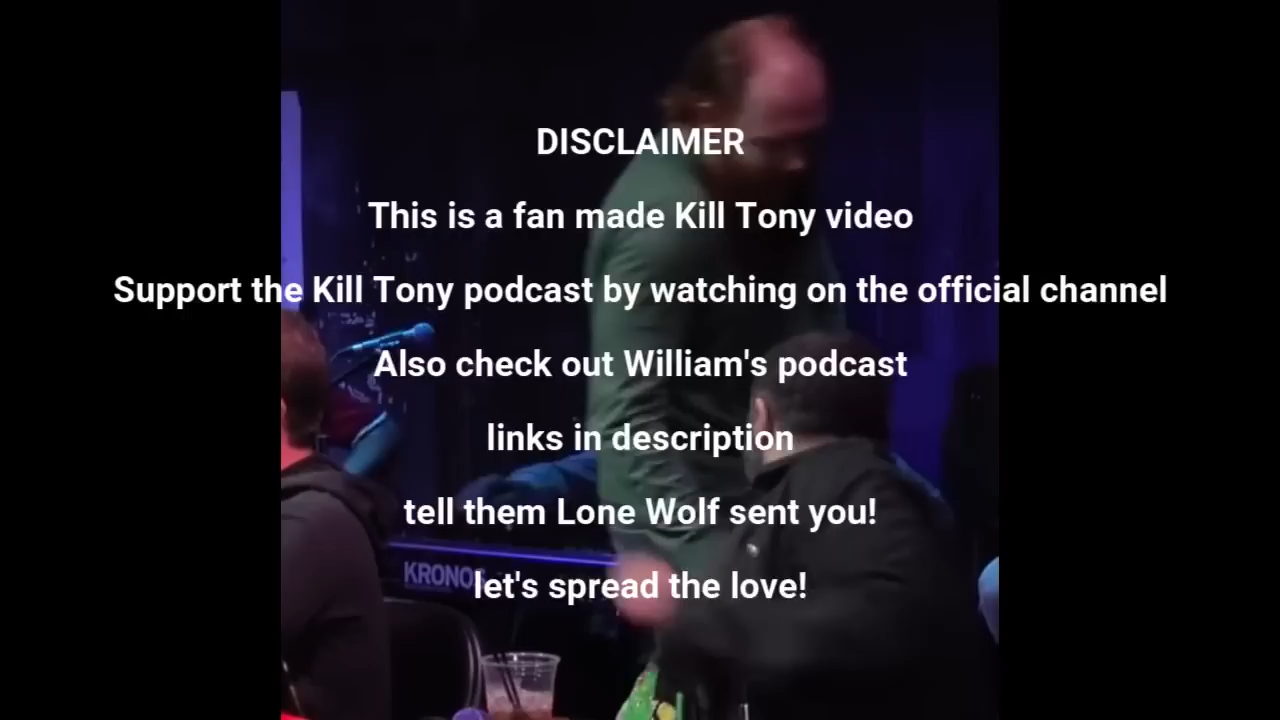 DISCLAIMER
This is a fan made Kill Tony video
Support the Kill Tony podcast by watching on the official channel
Also check out William's podcast
links in description
tell them Lone Wolf sent you!
KRONOS
let's spread the love!